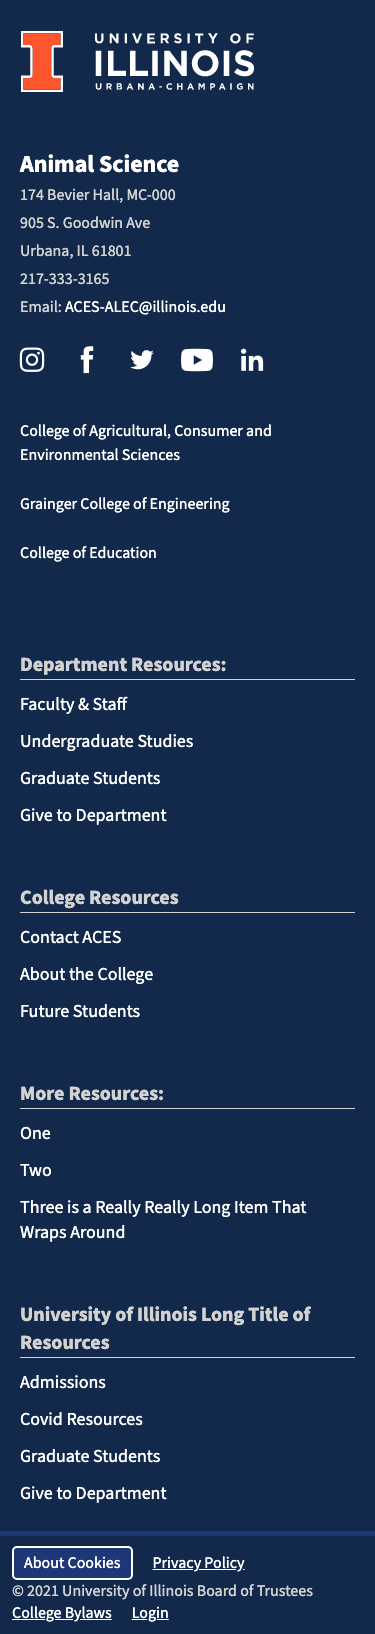 UNIVERSITY OF
ILLINOIS
URBANA-CHAMPAIGN
Animal Science
174 Bevier Hall, MC-000
905 S. Goodwin Ave
Urbana, IL 61801
217-333-3165
Email: ACES-ALEC@illinois.edu
College of Agricultural, Consumer and
Environmental Sciences
Grainger College of Engineering
College of Education
Department Resources:
Faculty & Staff
Undergraduate Studies
Graduate Students
Give to Department
College Resources
Contact ACES
About the College
Future Students
More Resources:
One
Two
Three is a Really Really Long Item That
Wraps Around
University of Illinois Long Title of
Resources
Admissions
Covid Resources
Graduate Students
Give to Department
About Cookies Privacy Policy
© 2021 University of Illinois Board of Trustees
College Bylaws Login